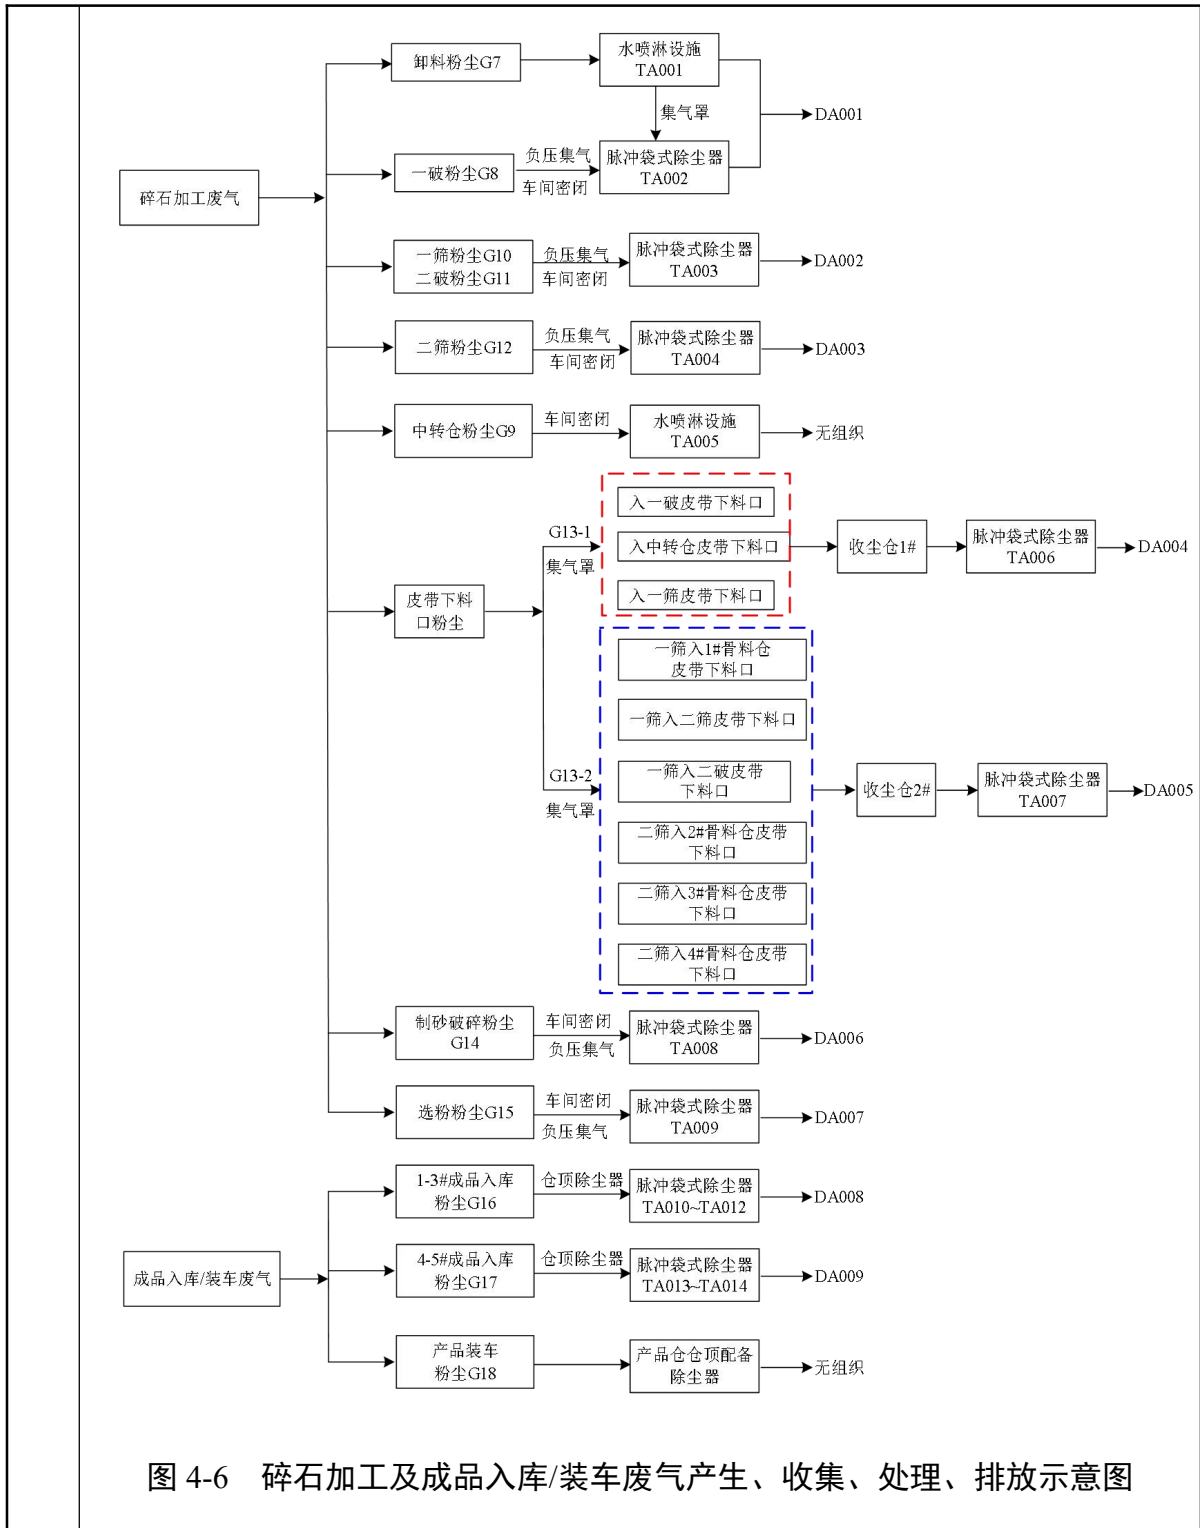 卸料粉尘G7
水喷淋设施
TA001
集气罩
DA001
碎石加工废气
一破粉尘G8
负压集气
车间密闭
脉冲袋式除尘器
TA002
一筛粉尘G10
二破粉尘G11
负压集气
车间密闭
脉冲袋式除尘器
TA003
DA002
二筛粉尘G12
负压集气
车间密闭
脉冲袋式除尘器
TA004
DA003
中转仓粉尘G9
车间密闭
水喷淋设施
TA005
无组织
皮带下料
口粉尘
G13-1
集气罩
入一破皮带下料口
入中转仓皮带下料口
入一筛皮带下料口
收尘仓1#
脉冲袋式除尘器
TA006
DA004
G13-2
集气罩
一筛入1#骨料仓
皮带下料口
一筛入二筛皮带下料口
一筛入二破皮带
下料口
二筛入2#骨料仓皮带
下料口
二筛入3#骨料仓皮带
下料口
二筛入4#骨料仓皮带
下料口
收尘仓2#
脉冲袋式除尘器
TA007
DA005
制砂破碎粉尘
G14
车间密闭
负压集气
脉冲袋式除尘器
TA008
DA006
选粉粉尘G15
车间密闭
负压集气
脉冲袋式除尘器
TA009
DA007
成品入库/装车废气
1-3#成品入库
粉尘G16
仓顶除尘器
脉冲袋式除尘器
TA010~TA012
DA008
4-5#成品入库
粉尘G17
仓顶除尘器
脉冲袋式除尘器
TA013~TA014
DA009
产品装车
粉尘G18
产品仓仓顶配备
除尘器
无组织
图 4-6 碎石加工及成品入库/装车废气产生、收集、处理、排放示意图